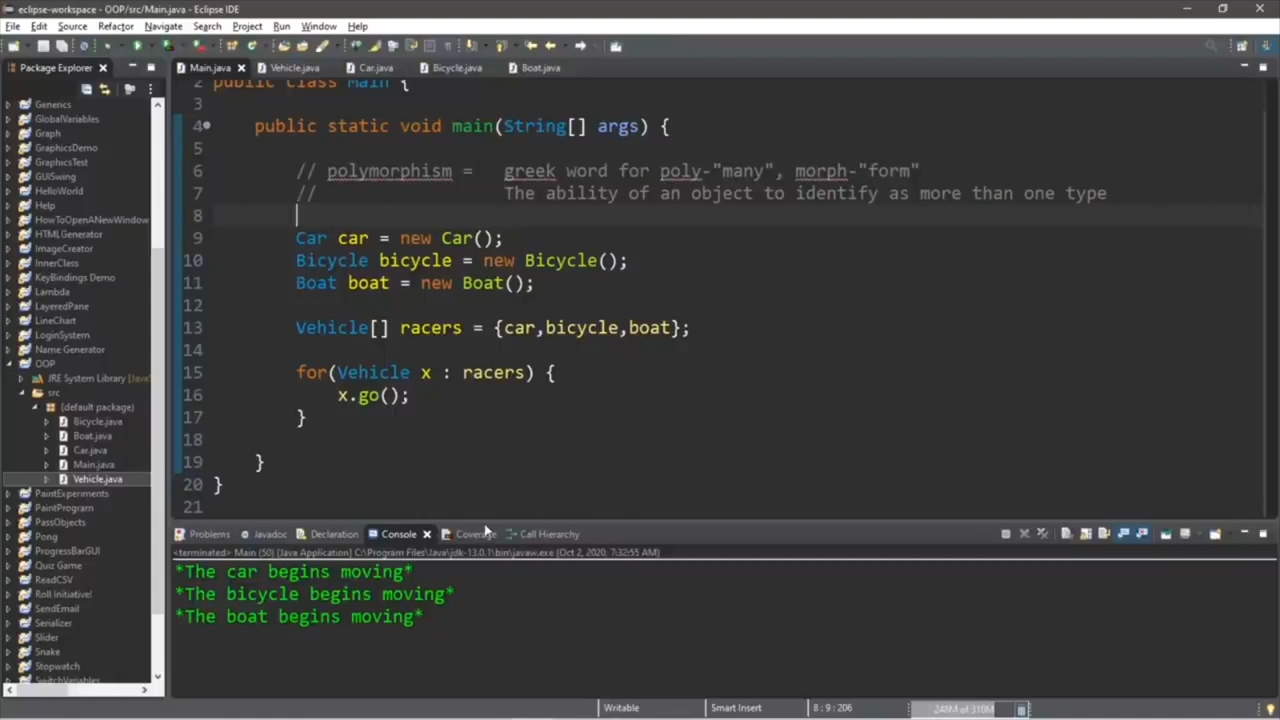 eclipse-workspace - OOP/src/Main.java - Eclipse IDE
File Edit Source Refactor Navigate Search Project Run Window Help
Package Explorer
Main.java Vehicle.java Car.java Bicycle.java Boat.java
Generics
GlobalVariables
Graph
GraphicsDemo
GraphicsTest
GUISwing
HelloWorld
Help
HowToOpenANewWindow
HTMLGenerator
ImageCreator
InnerClass
KeyBindings Demo
Lambda
LayeredPane
LineChart
LoginSystem
Name Generator
OOP
JRE System Library [Java
src
(default package)
Bicycle.java
Boat.java
Car.java
Main.java
Vehicle.java
PaintExperiments
PaintProgram
PassObjects
Pong
ProgressBarGUI
Quiz Game
ReadCSV
Roll Initiative!
SendEmail
Serializer
Slider
Snake
Stopwatch
SwitchVariables
2 public class Main {
3
4 public static void main(String[] args) {
5
6 // polymorphism = greek word for poly-"many", morph-"form"
7 // The ability of an object to identify as more than one type
8
9 Car car = new Car();
10 Bicycle bicycle = new Bicycle();
11 Boat boat = new Boat();
12
13 Vehicle[] racers = {car,bicycle,boat};
14
15 for(Vehicle x : racers) {
16 x.go();
17 }
18
19 }
20 }
21
Problems Javadoc Declaration Console Coverage Call Hierarchy
<terminated> Main (50) [Java Application] C:\Program Files\Java\jdk-13.0.1\bin\javaw.exe (Oct 2, 2020, 7:32:55 AM)
*The car begins moving*
*The bicycle begins moving*
*The boat begins moving*
Writable Smart Insert 8 : 9 : 206 248M of 310M